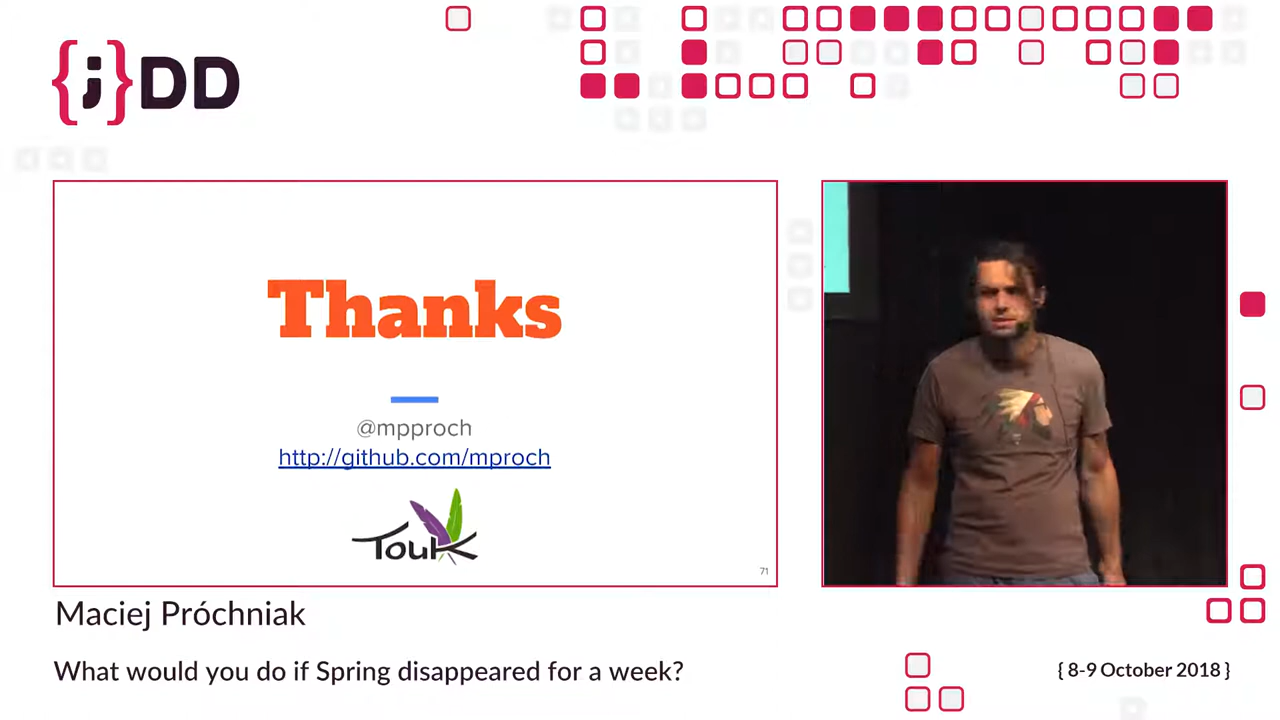 {j}DD
Thanks
@mpproch
http://github.com/mproch
Touk
71
Maciej Próchniak
What would you do if Spring disappeared for a week?
{ 8-9 October 2018 }